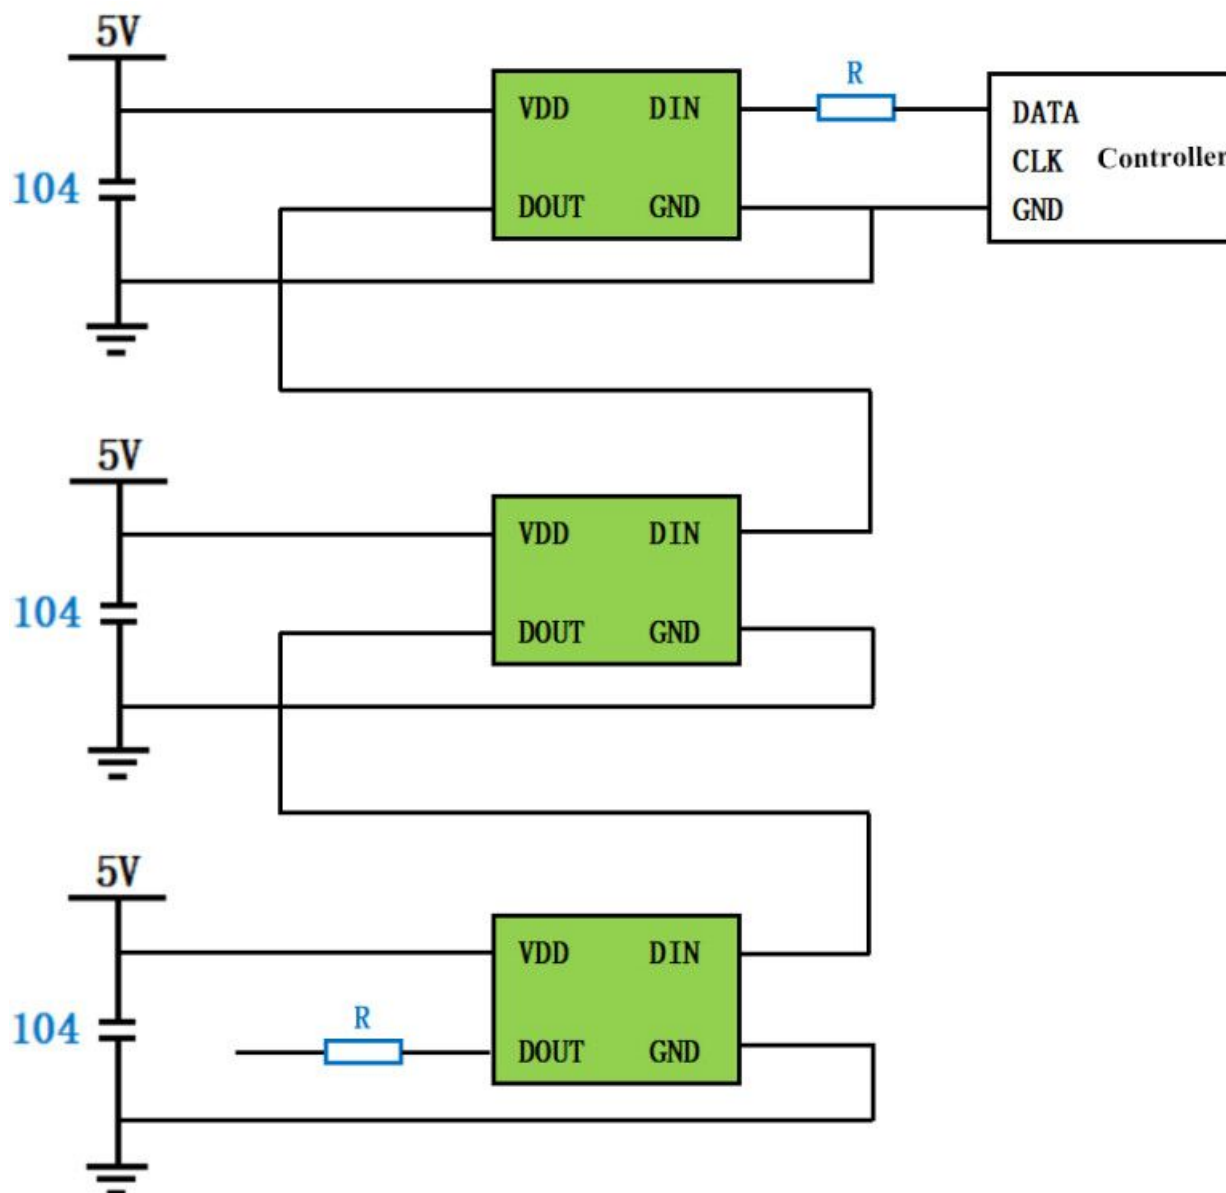 5V
R
VDD DIN
DATA
CLK Controller
104
DOUT GND
GND
5V
VDD DIN
104
DOUT GND
5V
VDD DIN
R
104
DOUT GND